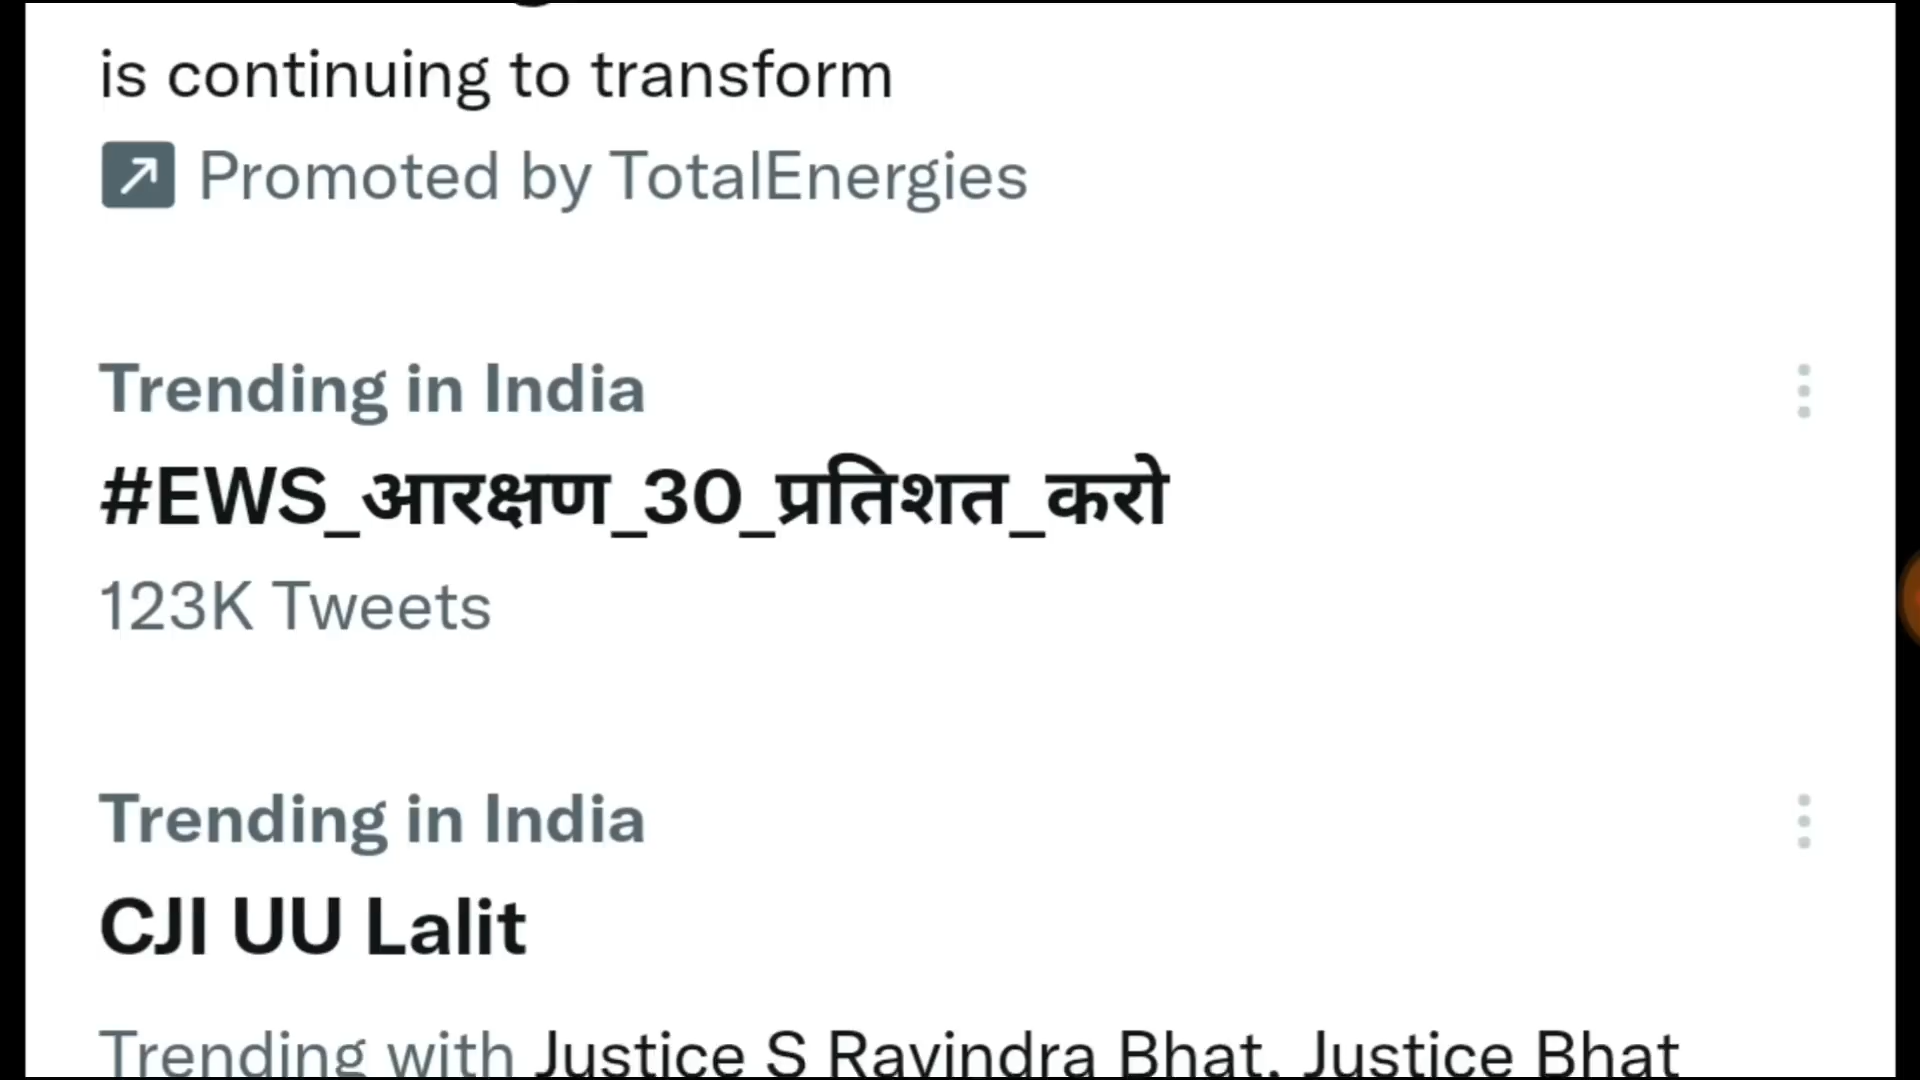 is continuing to transform
Promoted by TotalEnergies
Trending in India
#EWS_आरक्षण_30_प्रतिशत_करो
123K Tweets
Trending in India
CJI UU Lalit
Trending with Justice S Ravindra Bhat, Justice Bhat